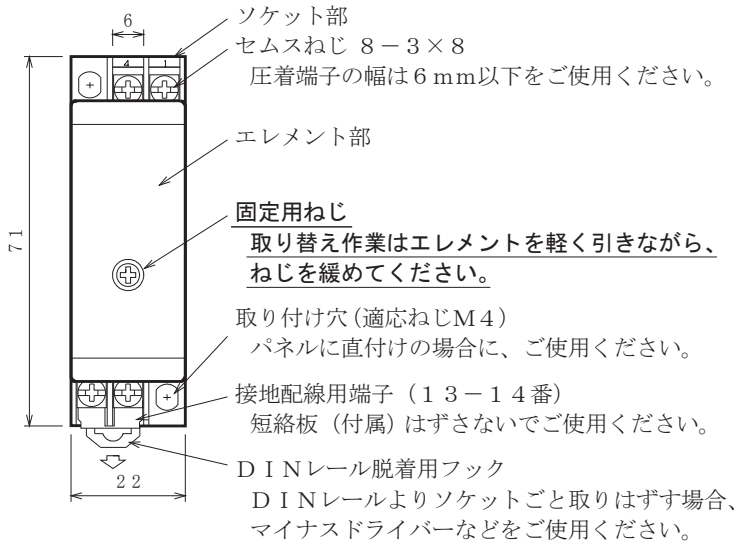 6
ソケット部
セムスねじ ８－３×８
圧着端子の幅は６ｍｍ以下をご使用ください。
4 1
エレメント部
71
固定用ねじ
取り替え作業はエレメントを軽く引きながら、
ねじを緩めてください。
取り付け穴（適応ねじＭ４）
パネルに直付けの場合に、ご使用ください。
接地配線用端子（１３－１４番）
短絡板（付属）はずさないでご使用ください。
ＤＩＮレール脱着用フック
22
ＤＩＮレールよりソケットごと取りはずす場合、
マイナスドライバーなどをご使用ください。